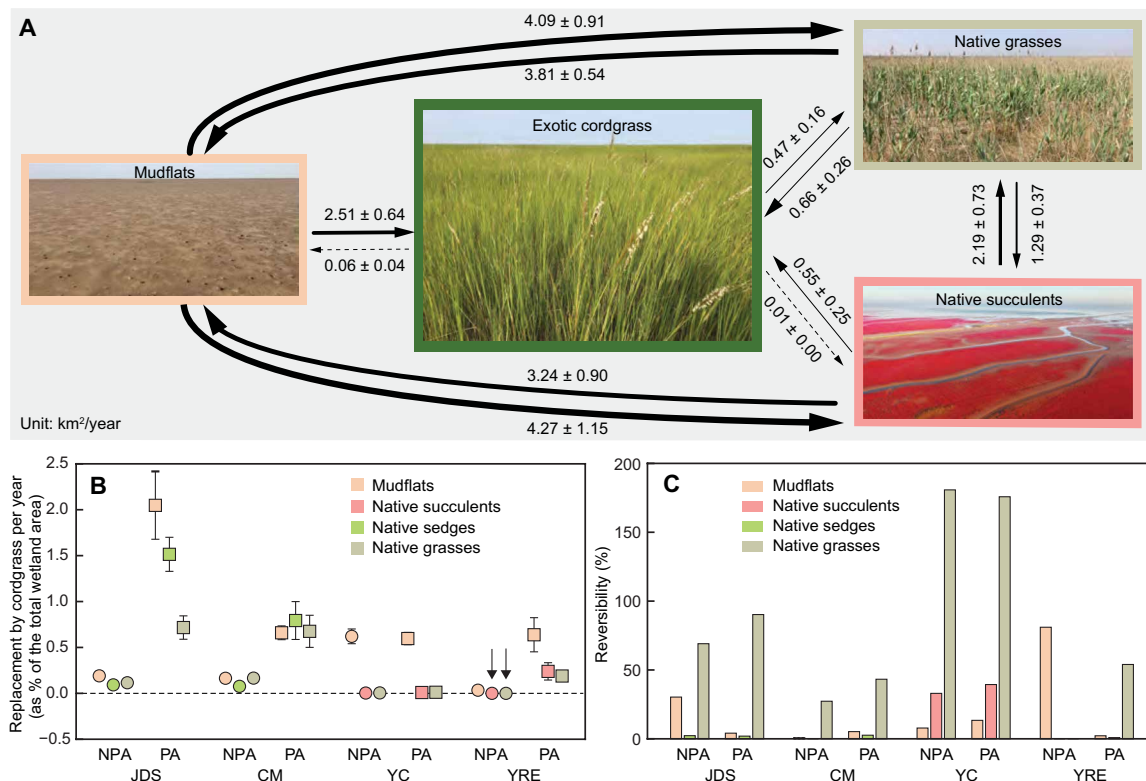 A
4.09 ± 0.91
3.81 ± 0.54
Native grasses
Exotic cordgrass
Mudflats
0.47 ± 0.16
0.66 ± 0.26
2.51 ± 0.64
0.06 ± 0.04
2.19 ± 0.73
1.29 ± 0.37
0.55 ± 0.25
0.01 ± 0.00
Native succulents
3.24 ± 0.90
4.27 ± 1.15
Unit: km²/year
B
Replacement by cordgrass per year
(as % of the total wetland area)
2.5
2.0
1.5
1.0
0.5
0.0
−0.5
Mudflats
Native succulents
Native sedges
Native grasses
NPA PA NPA PA NPA PA NPA PA
JDS CM YC YRE
C
Reversibility (%)
200
150
100
50
0
Mudflats
Native succulents
Native sedges
Native grasses
NPA PA NPA PA NPA PA NPA PA
JDS CM YC YRE